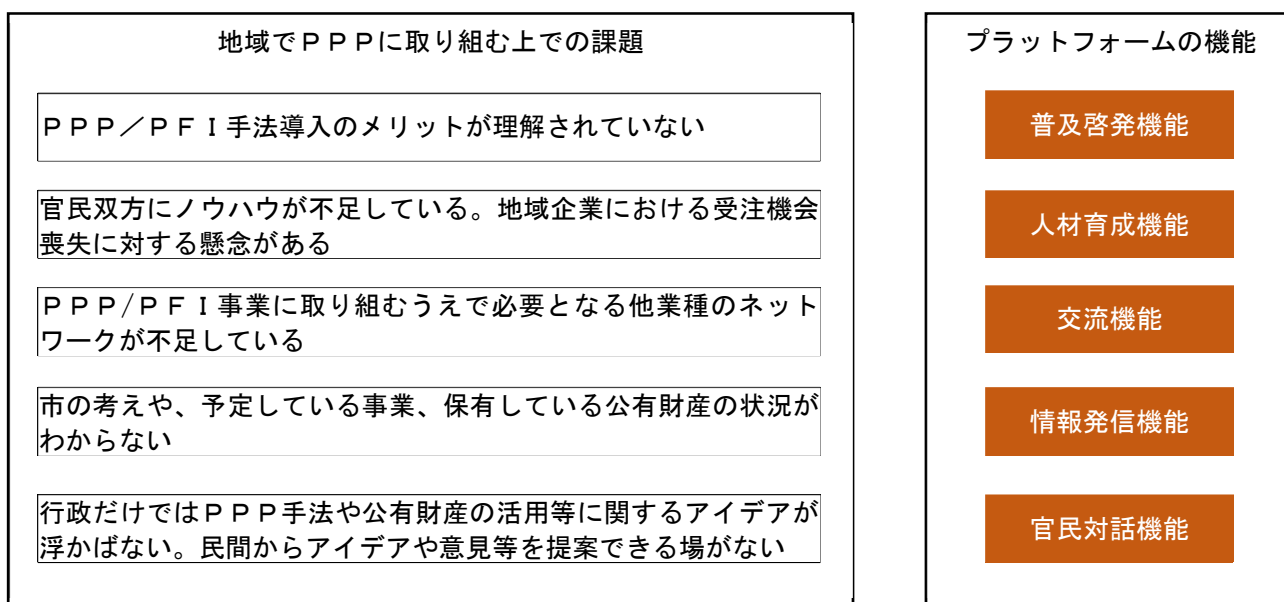 地域でＰＰＰに取り組む上での課題
ＰＰＰ／ＰＦＩ手法導入のメリットが理解されていない
官民双方にノウハウが不足している。地域企業における受注機会
喪失に対する懸念がある
ＰＰＰ/ＰＦＩ事業に取り組むうえで必要となる他業種のネット
ワークが不足している
市の考えや、予定している事業、保有している公有財産の状況が
わからない
行政だけではＰＰＰ手法や公有財産の活用等に関するアイデアが
浮かばない。民間からアイデアや意見等を提案できる場がない
プラットフォームの機能
普及啓発機能
人材育成機能
交流機能
情報発信機能
官民対話機能